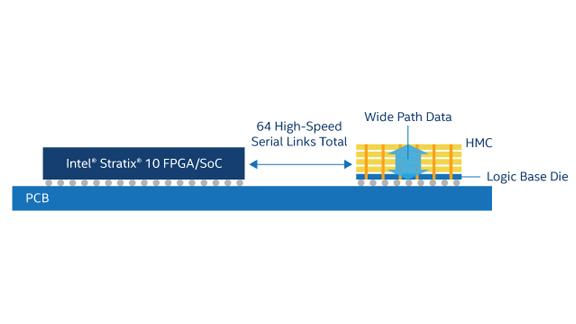 64 High-Speed
Serial Links Total
Wide Path Data
HMC
Intel® Stratix® 10 FPGA/SoC
Logic Base Die
PCB